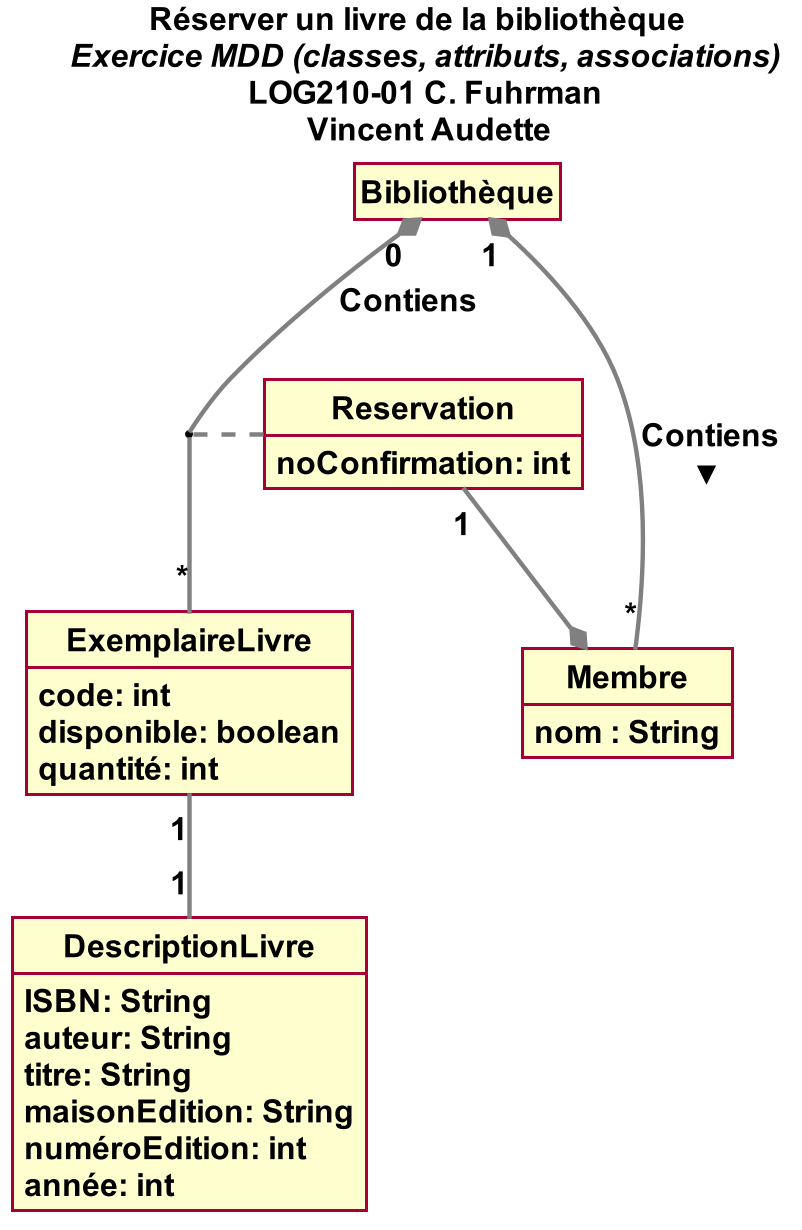 Réserver un livre de la bibliothèque
Exercice MDD (classes, attributs, associations)
LOG210-01 C. Fuhrman
Vincent Audette
Bibliothèque
0
1
Contiens
Reservation
noConfirmation: int
Contiens
▼
1
*
*
ExemplaireLivre
code: int
disponible: boolean
quantité: int
Membre
nom : String
1
1
DescriptionLivre
ISBN: String
auteur: String
titre: String
maisonEdition: String
numéroEdition: int
année: int